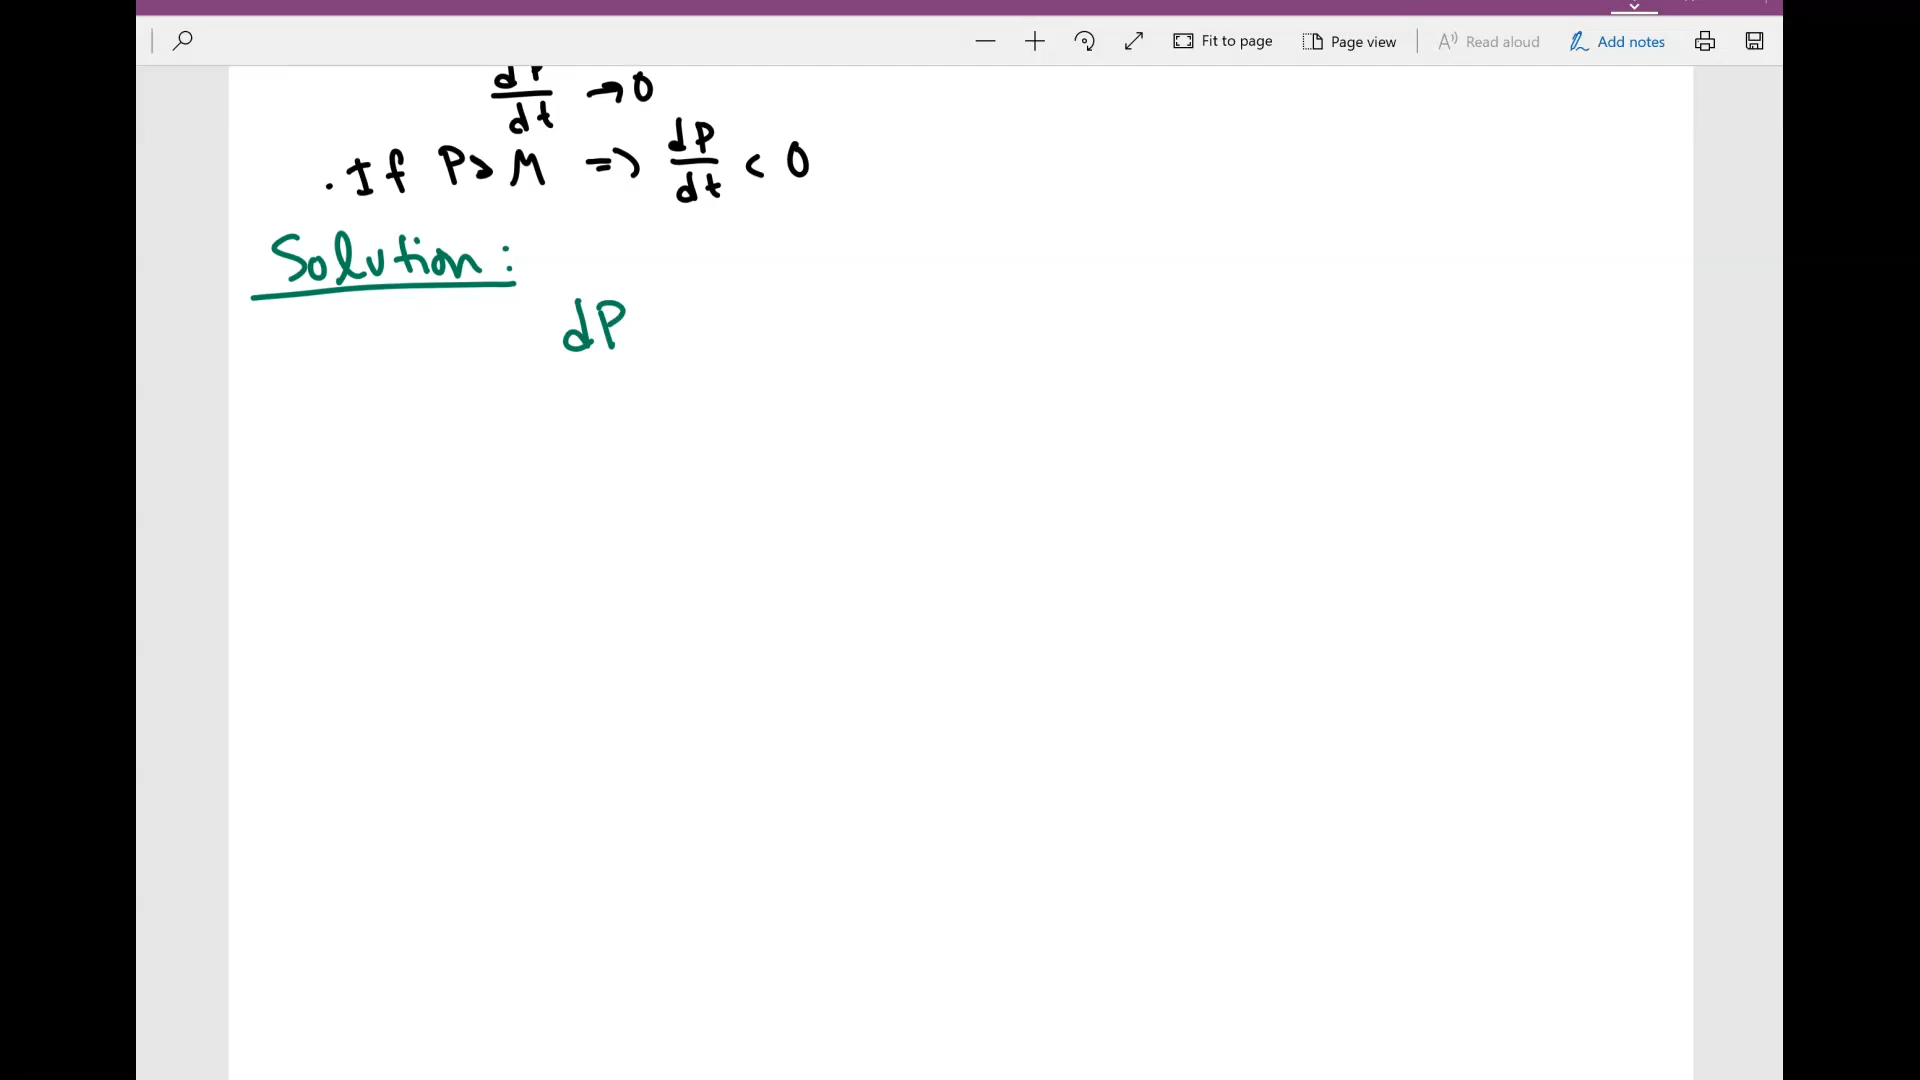 Fit to page Page view Read aloud Add notes
dP/dt → 0
. If P > M => dP/dt < 0
Solution :
dP